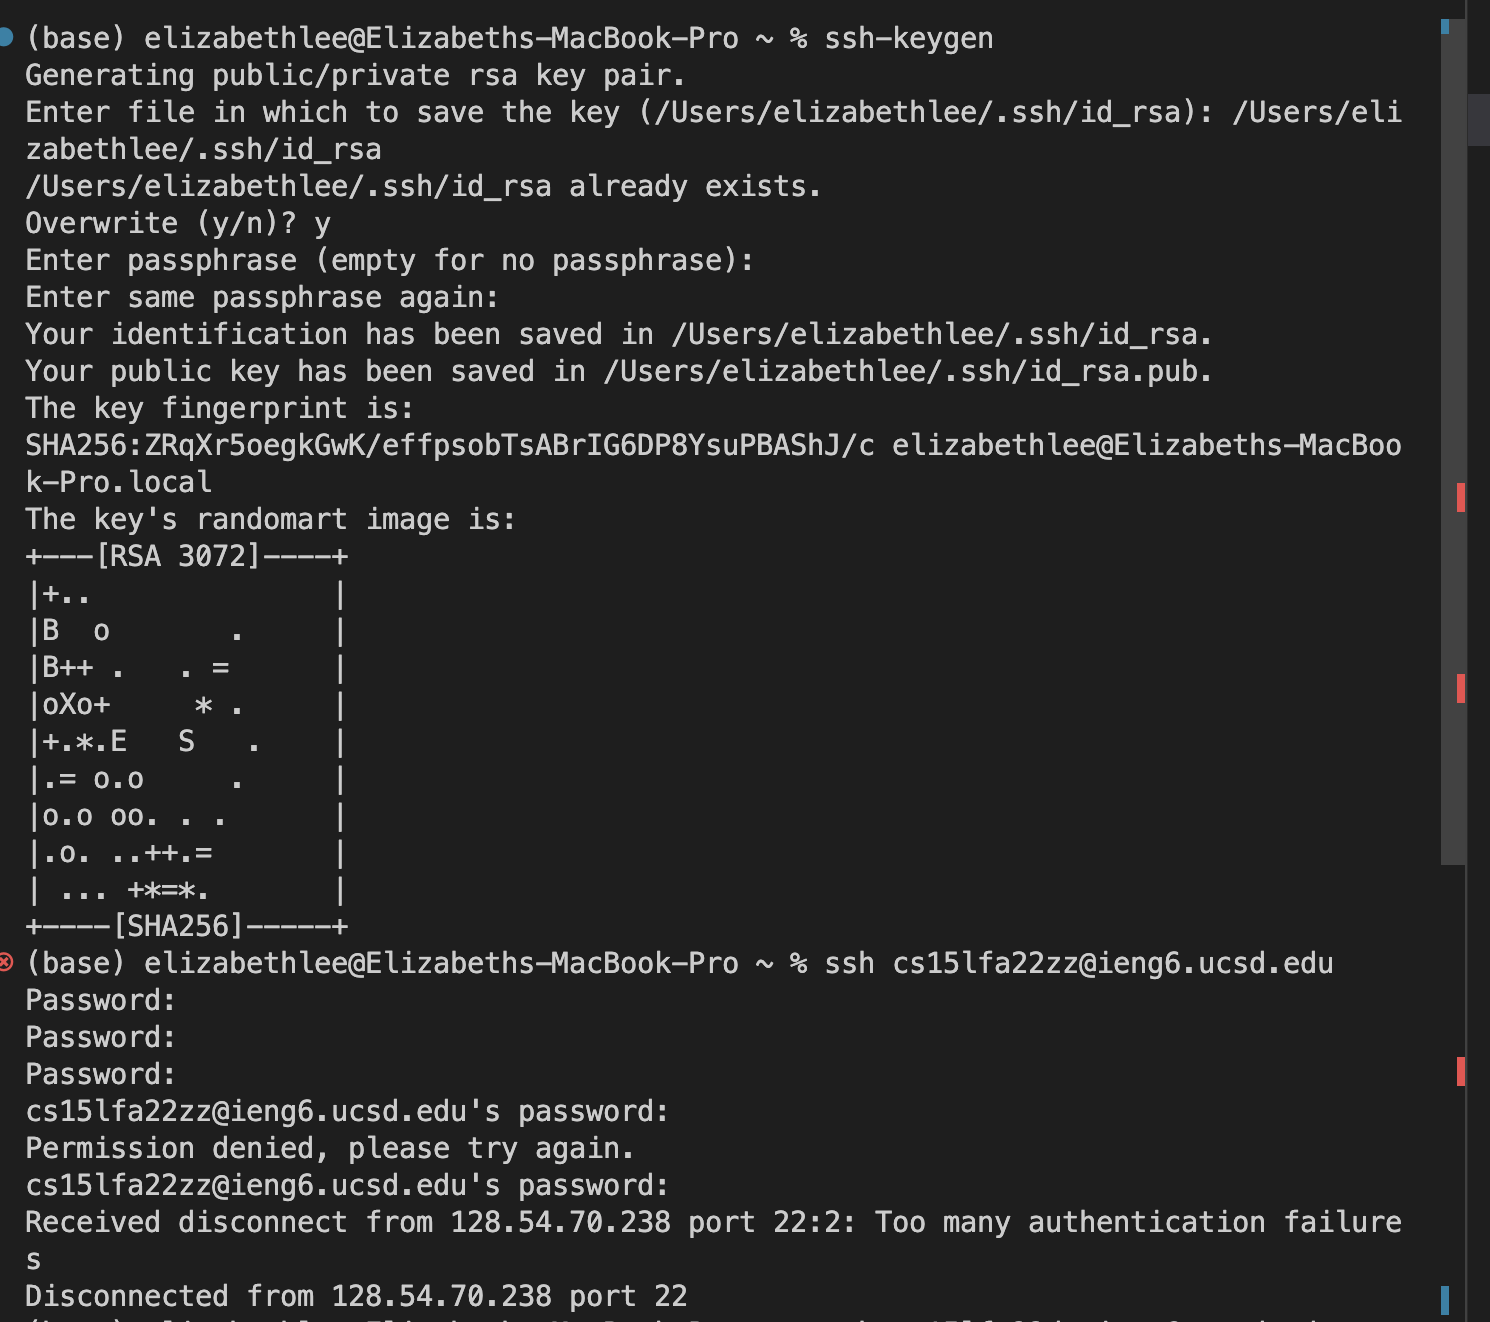 (base) elizabethlee@Elizabeths-MacBook-Pro ~ % ssh-keygen
Generating public/private rsa key pair.
Enter file in which to save the key (/Users/elizabethlee/.ssh/id_rsa): /Users/eli
zabethlee/.ssh/id_rsa
/Users/elizabethlee/.ssh/id_rsa already exists.
Overwrite (y/n)? y
Enter passphrase (empty for no passphrase):
Enter same passphrase again:
Your identification has been saved in /Users/elizabethlee/.ssh/id_rsa.
Your public key has been saved in /Users/elizabethlee/.ssh/id_rsa.pub.
The key fingerprint is:
SHA256:ZRqXr5oegkGwK/effpsobTsABrIG6DP8YsuPBAShJ/c elizabethlee@Elizabeths-MacBoo
k-Pro.local
The key's randomart image is:
+---[RSA 3072]----+
|+..              |
|B  o       .     |
|B++ .   . =      |
|oXo+     * .     |
|+.*.E   S   .    |
|.= o.o     .     |
|o.o oo. . .      |
|.o. ..++.=       |
| ... +*=*.       |
+----[SHA256]-----+
(base) elizabethlee@Elizabeths-MacBook-Pro ~ % ssh cs15lfa22zz@ieng6.ucsd.edu
Password:
Password:
Password:
cs15lfa22zz@ieng6.ucsd.edu's password:
Permission denied, please try again.
cs15lfa22zz@ieng6.ucsd.edu's password:
Received disconnect from 128.54.70.238 port 22:2: Too many authentication failure
s
Disconnected from 128.54.70.238 port 22